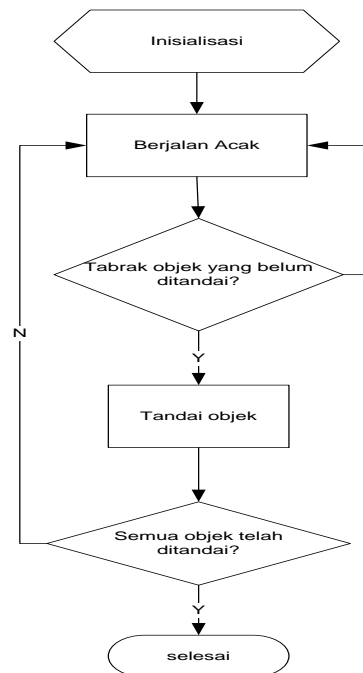 Inisialisasi
Berjalan Acak
Tabrak objek yang belum
ditandai?
N
Y
Tandai objek
Semua objek telah
ditandai?
Y
selesai